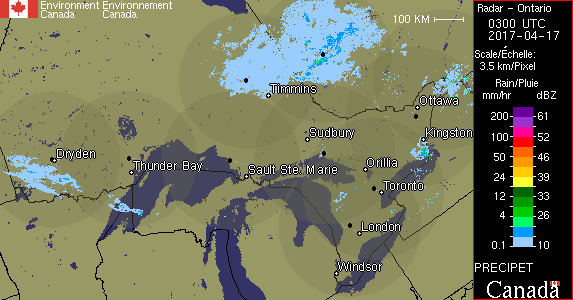 Environment Environnement
Canada Canada
100 KM
Timmins
Ottawa
Kingston
Sudbury
Dryden
Thunder Bay
Sault Ste. Marie
Orillia
Toronto
London
Windsor
Radar - Ontario
0300 UTC
2017-04-17
Scale/Échelle:
3.5 km/Pixel
Rain/Pluie
mm/hr dBZ
200 61
100 52
50 46
24 39
12 33
4 26
0.1 10
PRECIPET
Canada